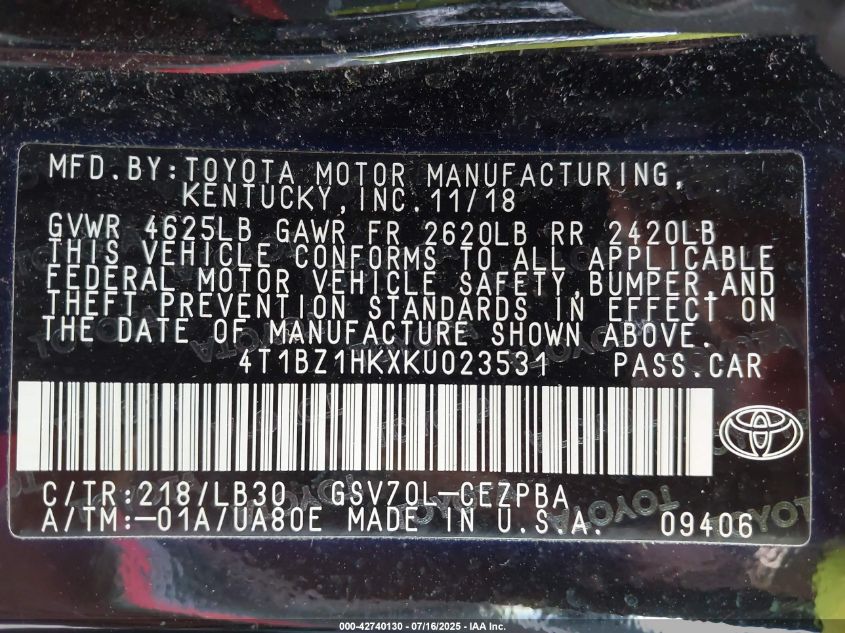 MFD.BY:TOYOTA MOTOR MANUFACTURING,
KENTUCKY,INC.11/18
GVWR 4625LB GAWR FR 2620LB RR 2420LB
THIS VEHICLE CONFORMS TO ALL APPLICABLE
FEDERAL MOTOR VEHICLE SAFETY,BUMPER,AND
THEFT PREVENTION STANDARDS IN EFFECT ON
THE DATE OF MANUFACTURE SHOWN ABOVE.
4T1BZ1HKXKU023531 PASS.CAR
C/TR:218/LB30 GSV70L-CEZPBA
A/TM:-01A/UA80E MADE IN U.S.A. 09406
000-42740130 - 07/16/2025 - IAA Inc.